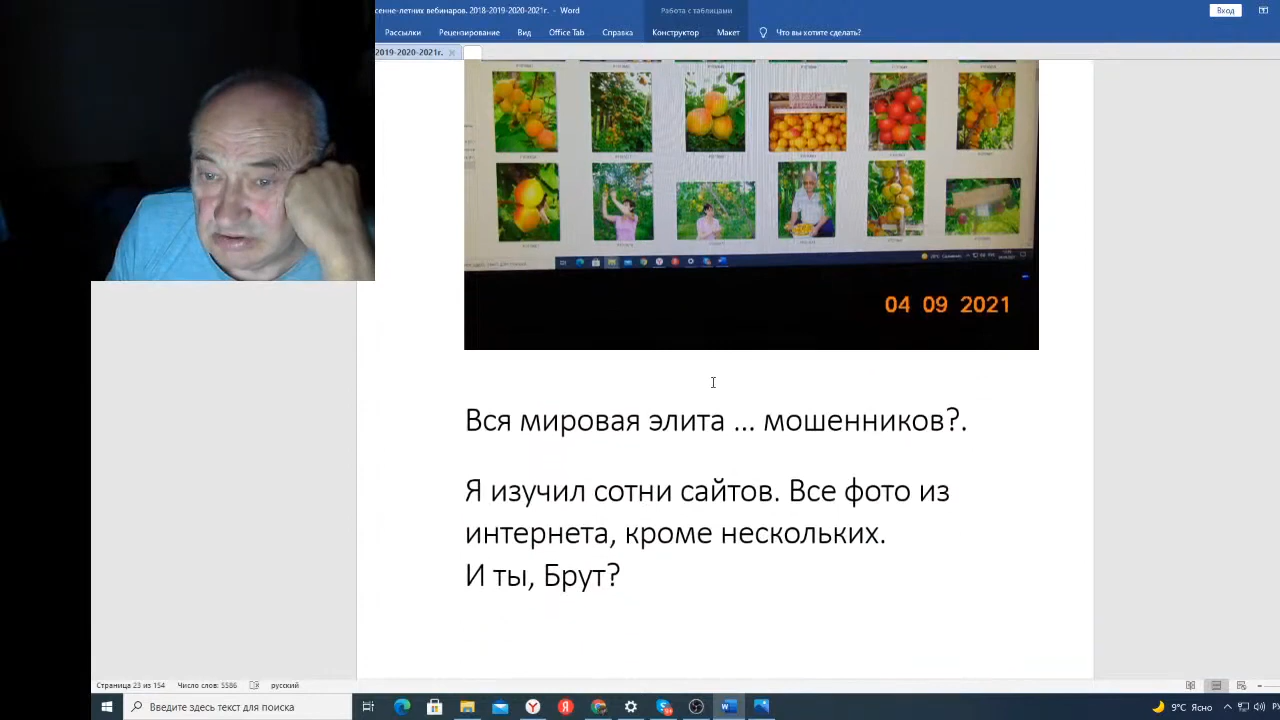 сенне-летних вебинаров. 2018-2019-2020-2021г. - Word
Работа с таблицами
Вход
Рассылки Рецензирование Вид Office Tab Справка Конструктор Макет Что вы хотите сделать?
2019-2020-2021г.
04 09 2021
Вся мировая элита ... мошенников?.
Я изучил сотни сайтов. Все фото из
интернета, кроме нескольких.
И ты, Брут?
Страница 23 из 154 Число слов: 5586 русский
Введите здесь текст для поиска
9°C Ясно